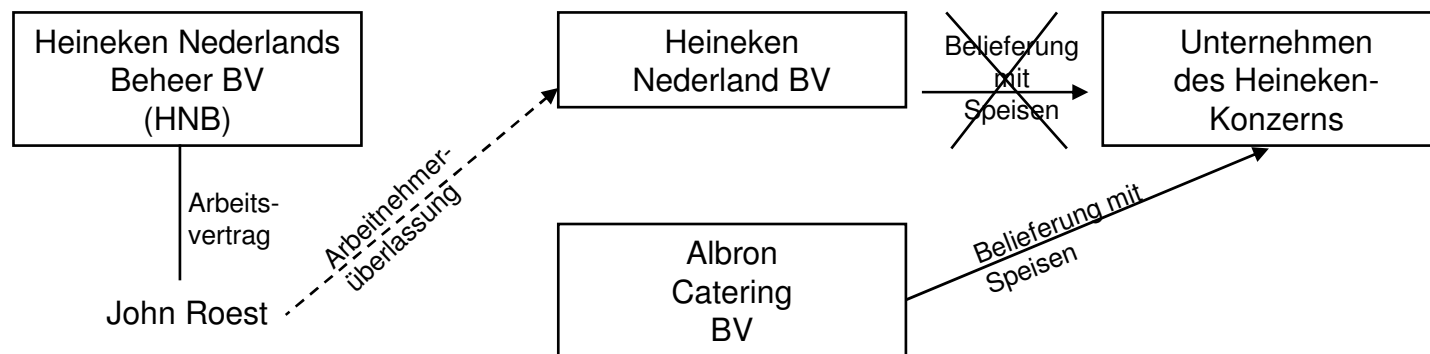 Heineken Nederlands
Beheer BV
(HNB)
Heineken
Nederland BV
Belieferung
mit
Speisen
Unternehmen
des Heineken-
Konzerns
Arbeits-
vertrag
Arbeitnehmer-
überlassung
John Roest
Albron
Catering
BV
Belieferung mit
Speisen